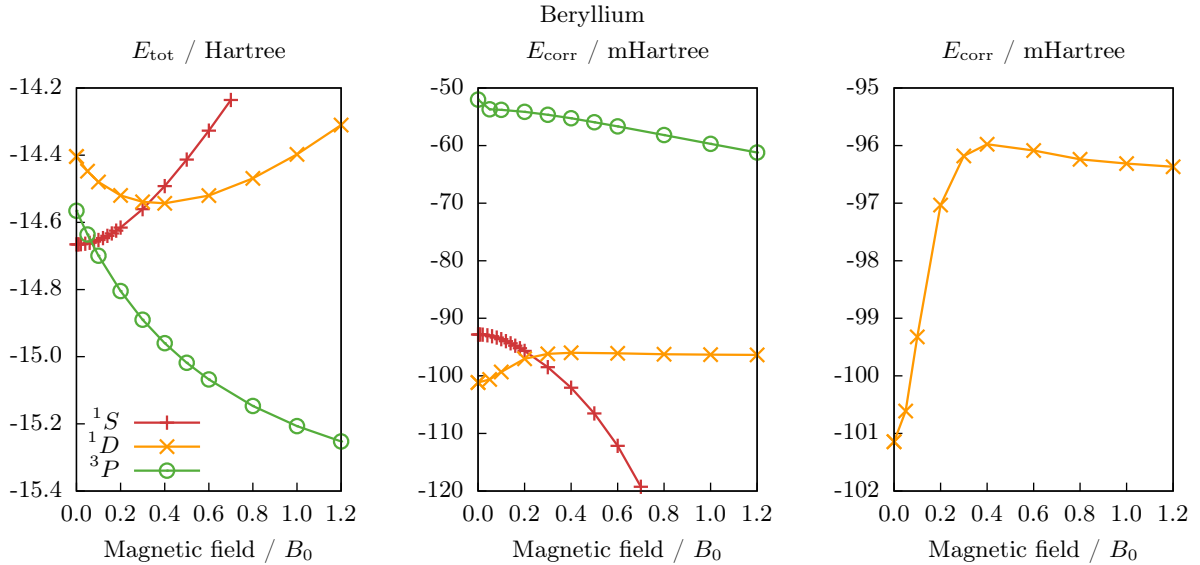 Beryllium
E_tot / Hartree
-14.2
-14.4
-14.6
-14.8
-15.0
-15.2
-15.4
0.0 0.2 0.4 0.6 0.8 1.0 1.2
Magnetic field / B_0
^1S
^1D
^3P
E_corr / mHartree
-50
-60
-70
-80
-90
-100
-110
-120
0.0 0.2 0.4 0.6 0.8 1.0 1.2
Magnetic field / B_0
E_corr / mHartree
-95
-96
-97
-98
-99
-100
-101
-102
0.0 0.2 0.4 0.6 0.8 1.0 1.2
Magnetic field / B_0